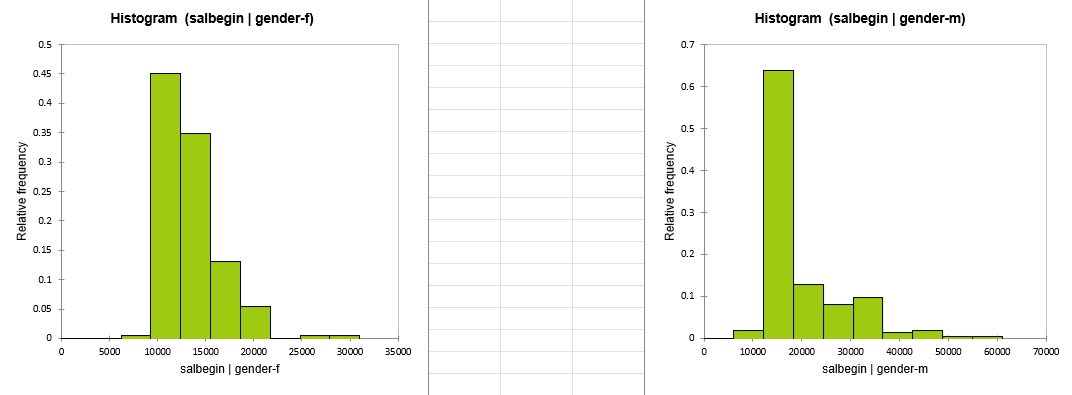 Histogram (salbegin | gender-f)
0.5
0.45
0.4
0.35
0.3
0.25
0.2
0.15
0.1
0.05
0
Relative frequency
0 5000 10000 15000 20000 25000 30000 35000
salbegin | gender-f
Histogram (salbegin | gender-m)
0.7
0.6
0.5
0.4
0.3
0.2
0.1
0
Relative frequency
0 10000 20000 30000 40000 50000 60000 70000
salbegin | gender-m